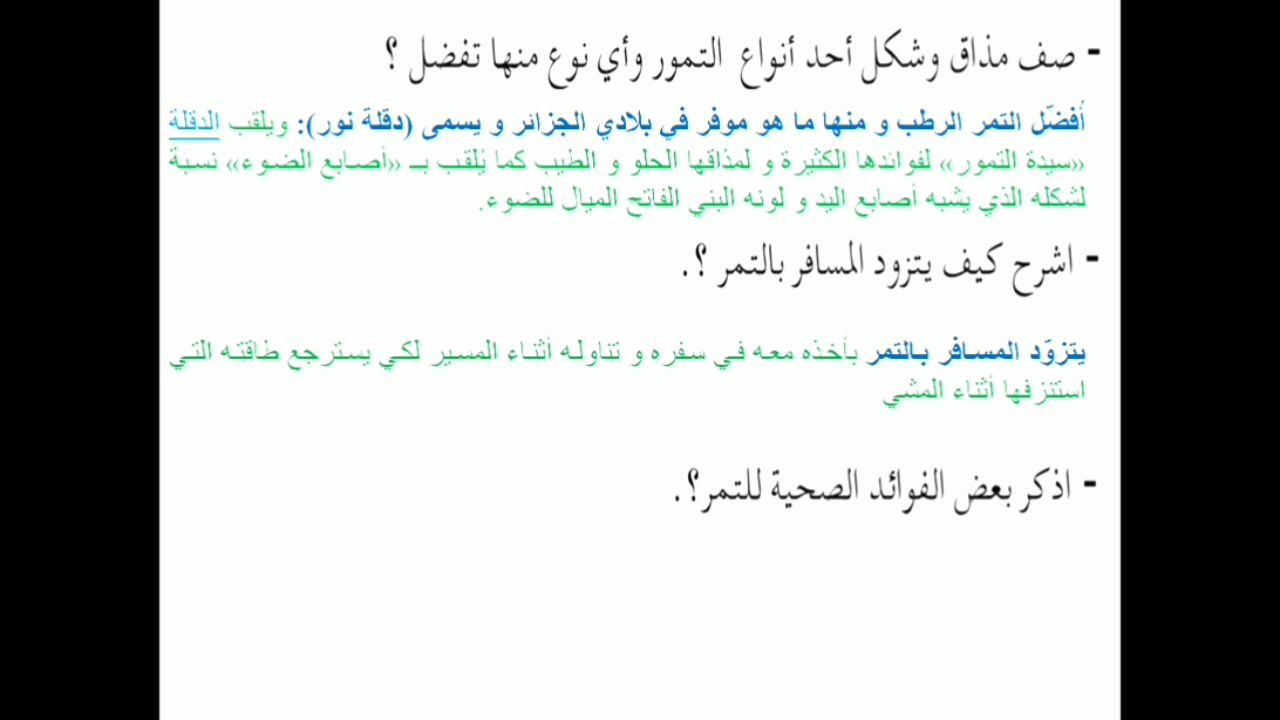 - صف مذاق وشكل أحد أنواع التمور وأي نوع منها تفضل ؟
أُفضّل التمر الرطب و منها ما هو موفر في بلادي الجزائر و يسمى (دقلة نور): ويلقب الدقلة
«سيدة التمور» لفوائدها الكثيرة و لمذاقها الحلو و الطيب كما يُلقب بـ «أصابع الضوء» نسبة
لشكله الذي يشبه أصابع اليد و لونه البني الفاتح الميال للضوء.
- اشرح كيف يتزود المسافر بالتمر ؟.
يتزوّد المسافر بالتمر بأخذه معه في سفره و تناوله أثناء المسير لكي يسترجع طاقته التي
استنزفها أثناء المشي
- اذكر بعض الفوائد الصحية للتمر؟.